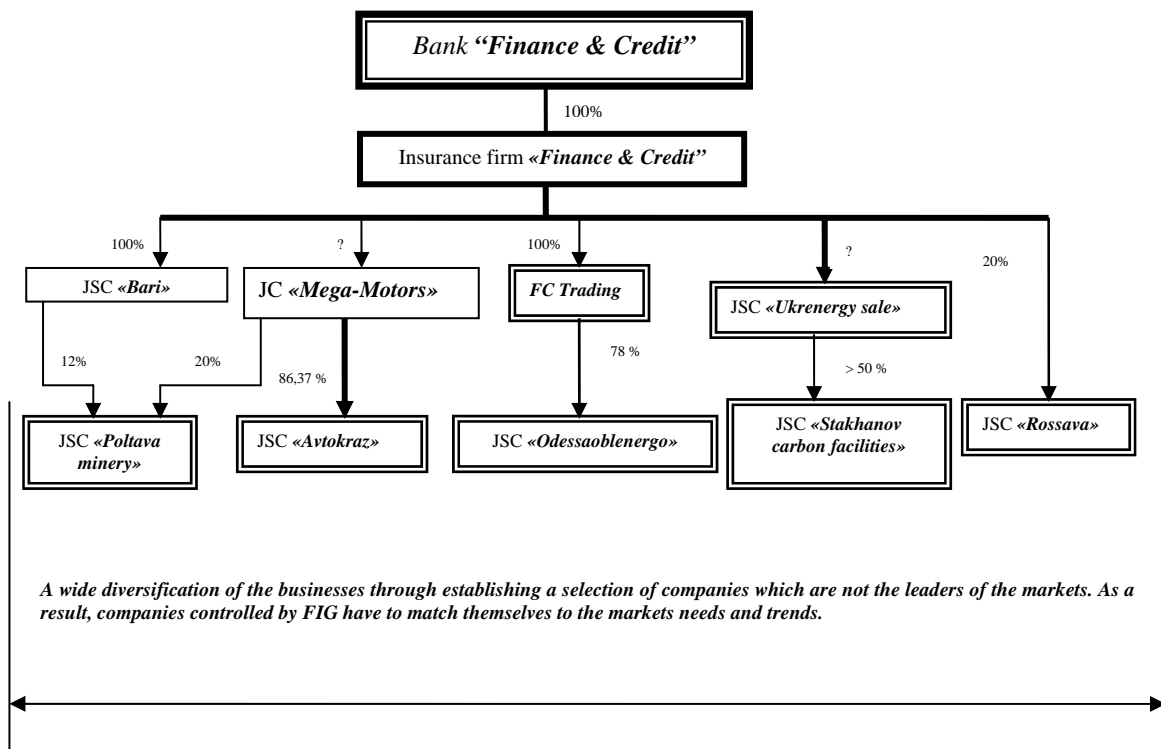 Bank “Finance & Credit”
100%
Insurance firm «Finance & Credit”
100%
?
100%
?
20%
JSC «Bari»
JC «Mega-Motors»
FC Trading
JSC «Ukrenergy sale»
12%
20%
86,37 %
78 %
> 50 %
JSC «Poltava
minery»
JSC «Avtokraz»
JSC «Odessaoblenergo»
JSC «Stakhanov
carbon facilities»
JSC «Rossava»
A wide diversification of the businesses through establishing a selection of companies which are not the leaders of the markets. As a
result, companies controlled by FIG have to match themselves to the markets needs and trends.